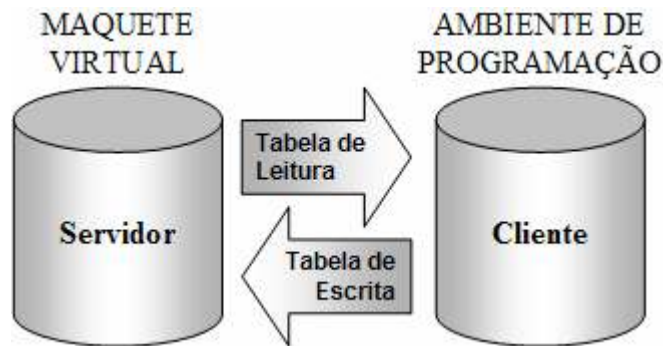 MAQUETE
VIRTUAL
AMBIENTE DE
PROGRAMAÇÃO
Tabela de
Leitura
Servidor
Cliente
Tabela de
Escrita